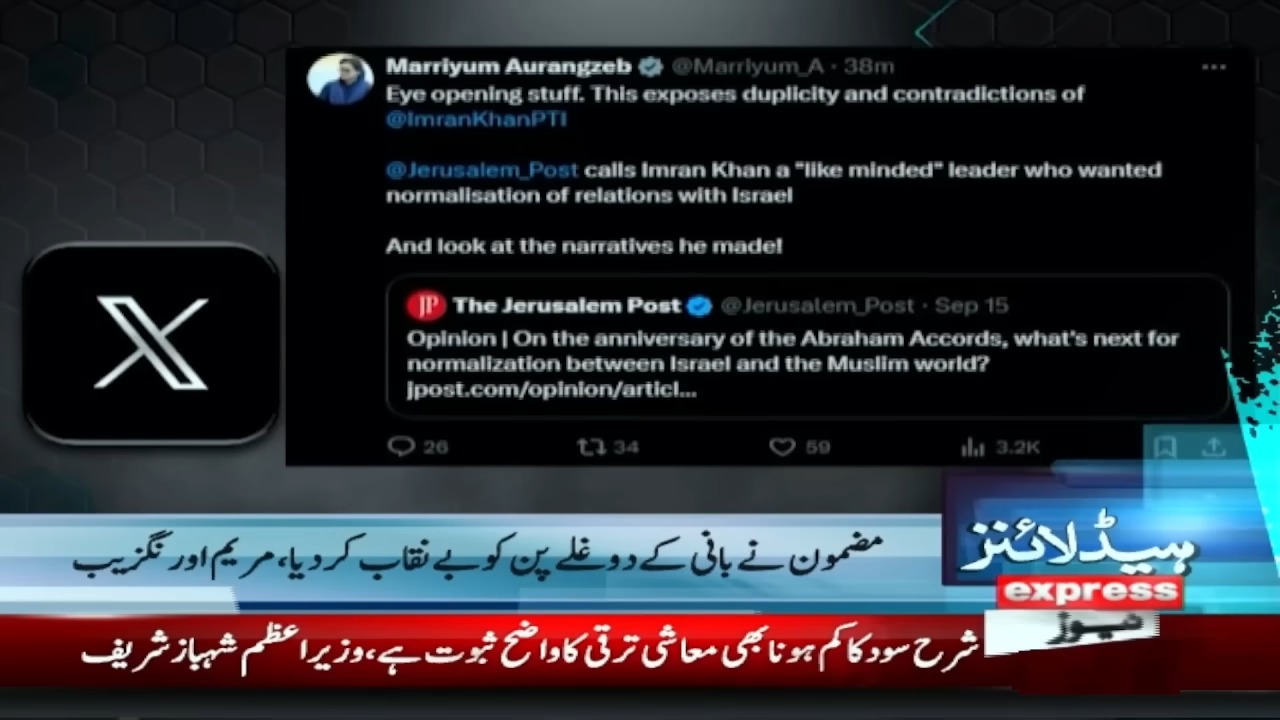 Marriyum Aurangzeb @Marriyum_A · 38m
Eye opening stuff. This exposes duplicity and contradictions of
@ImranKhanPTI
@Jerusalem_Post calls Imran Khan a "like minded" leader who wanted
normalisation of relations with Israel
And look at the narratives he made!
JP The Jerusalem Post @Jerusalem_Post · Sep 15
Opinion | On the anniversary of the Abraham Accords, what's next for
normalization between Israel and the Muslim world?
jpost.com/opinion/articl...
26 34 59 3.2K
X
ہیڈلائنز
مضمون نے بانی کے دوغلے پن کو بے نقاب کر دیا، مریم اورنگزیب
express
نیوز
شرح سود کا کم ہونا بھی معاشی ترقی کا واضح ثبوت ہے، وزیراعظم شہباز شریف